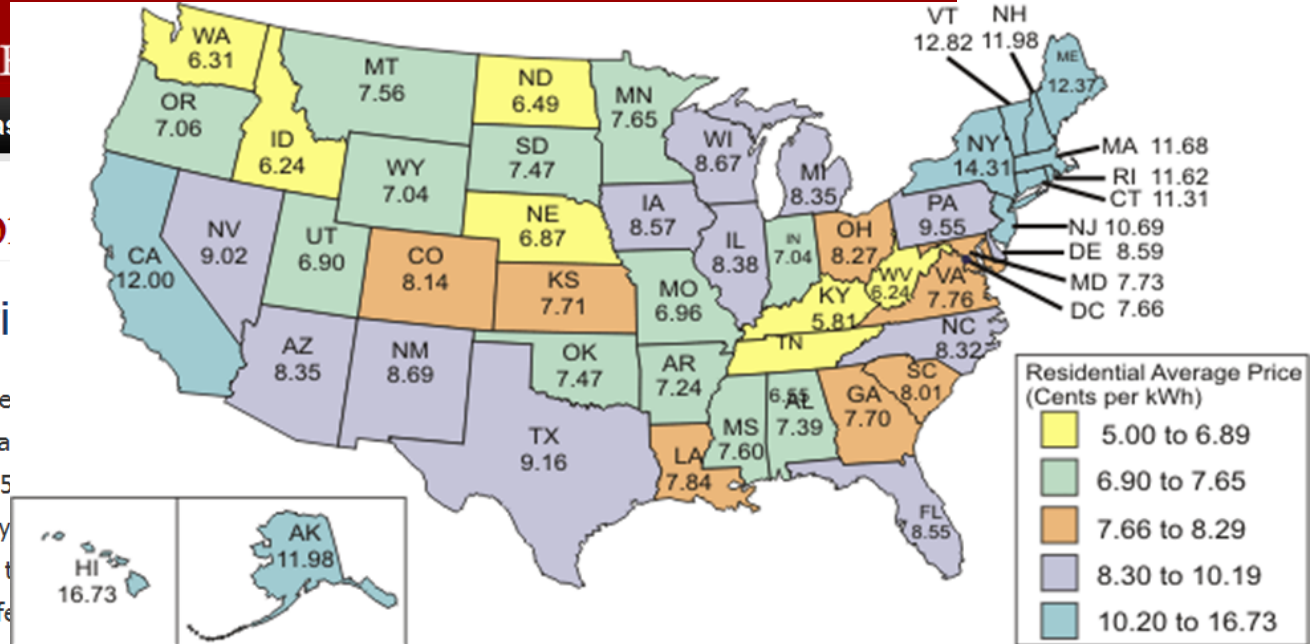 VT
12.82
NH
11.98
WA
6.31
MT
7.56
ND
6.49
MN
7.65
ME
12.37
OR
7.06
ID
6.24
WY
7.04
SD
7.47
WI
8.67
MI
8.35
NY
14.31
MA 11.68
RI 11.62
CT 11.31
NJ 10.69
DE 8.59
MD 7.73
DC 7.66
CA
12.00
NV
9.02
UT
6.90
CO
8.14
NE
6.87
KS
7.71
IA
8.57
IL
8.38
IN
7.04
OH
8.27
PA
9.55
WV
6.24
VA
7.76
KY
5.81
MO
6.96
TN
NC
8.32
AZ
8.35
NM
8.69
OK
7.47
AR
7.24
SC
8.01
GA
7.70
6.55
AL
7.39
MS
7.60
TX
9.16
LA
7.84
FL
8.55
HI
16.73
AK
11.98
Residential Average Price
(Cents per kWh)
5.00 to 6.89
6.90 to 7.65
7.66 to 8.29
8.30 to 10.19
10.20 to 16.73